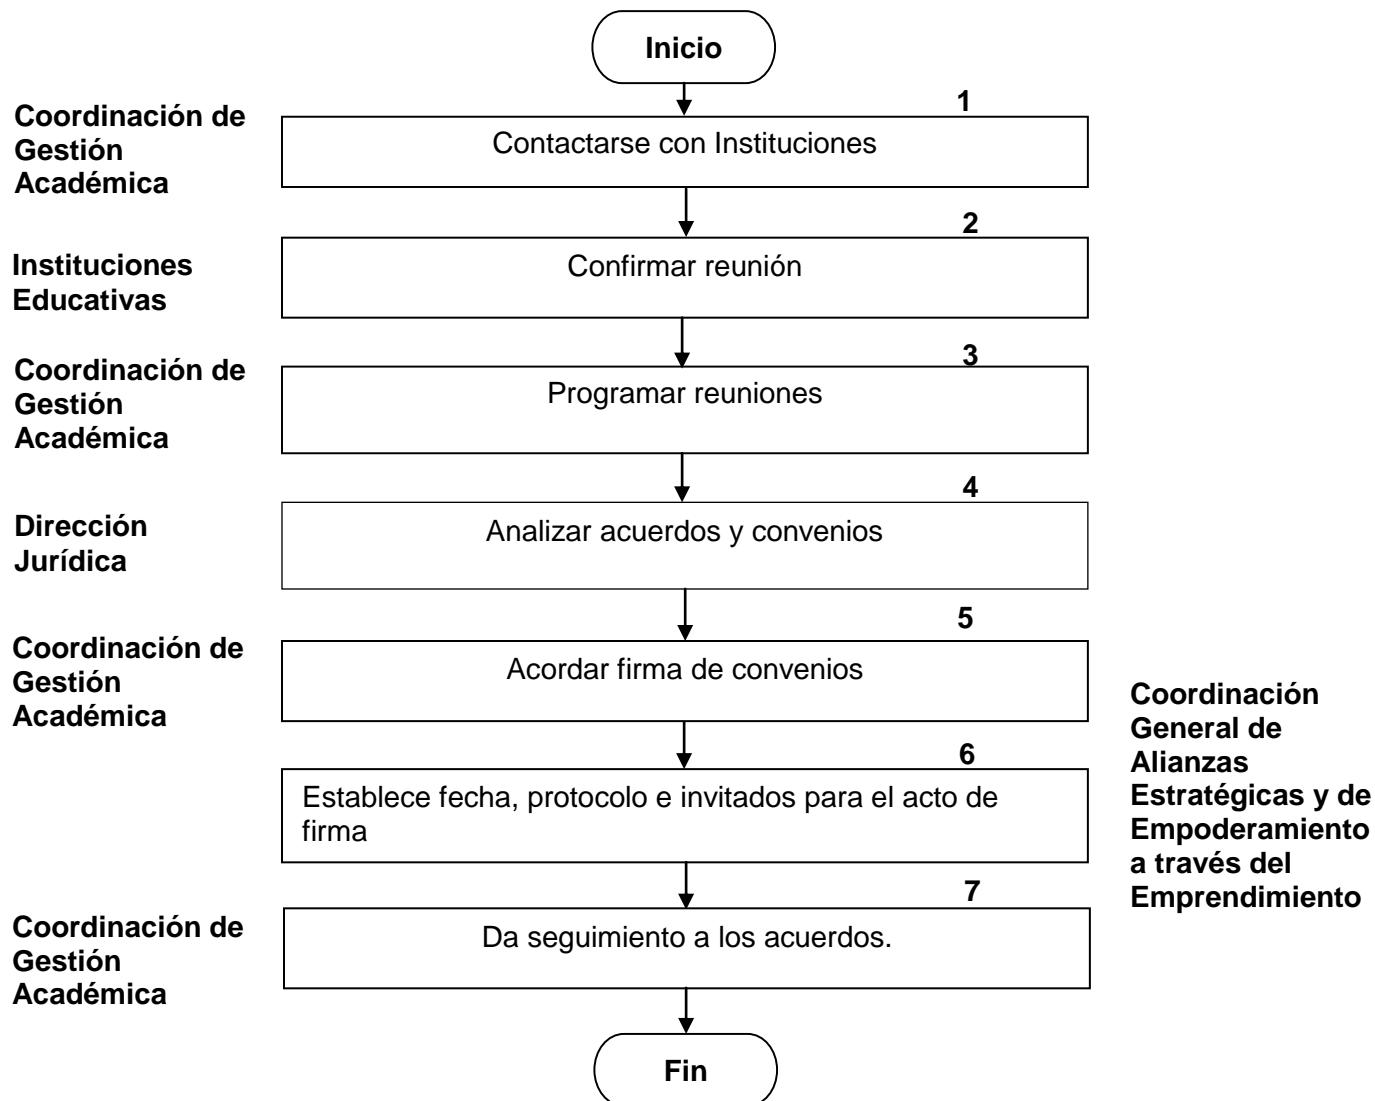 Inicio
1
Coordinación de
Gestión
Académica
Contactarse con Instituciones
2
Instituciones
Educativas
Confirmar reunión
3
Coordinación de
Gestión
Académica
Programar reuniones
4
Dirección
Jurídica
Analizar acuerdos y convenios
5
Coordinación de
Gestión
Académica
Acordar firma de convenios
6
Establece fecha, protocolo e invitados para el acto de
firma
Coordinación
General de
Alianzas
Estratégicas y de
Empoderamiento
a través del
Emprendimiento
7
Coordinación de
Gestión
Académica
Da seguimiento a los acuerdos.
Fin